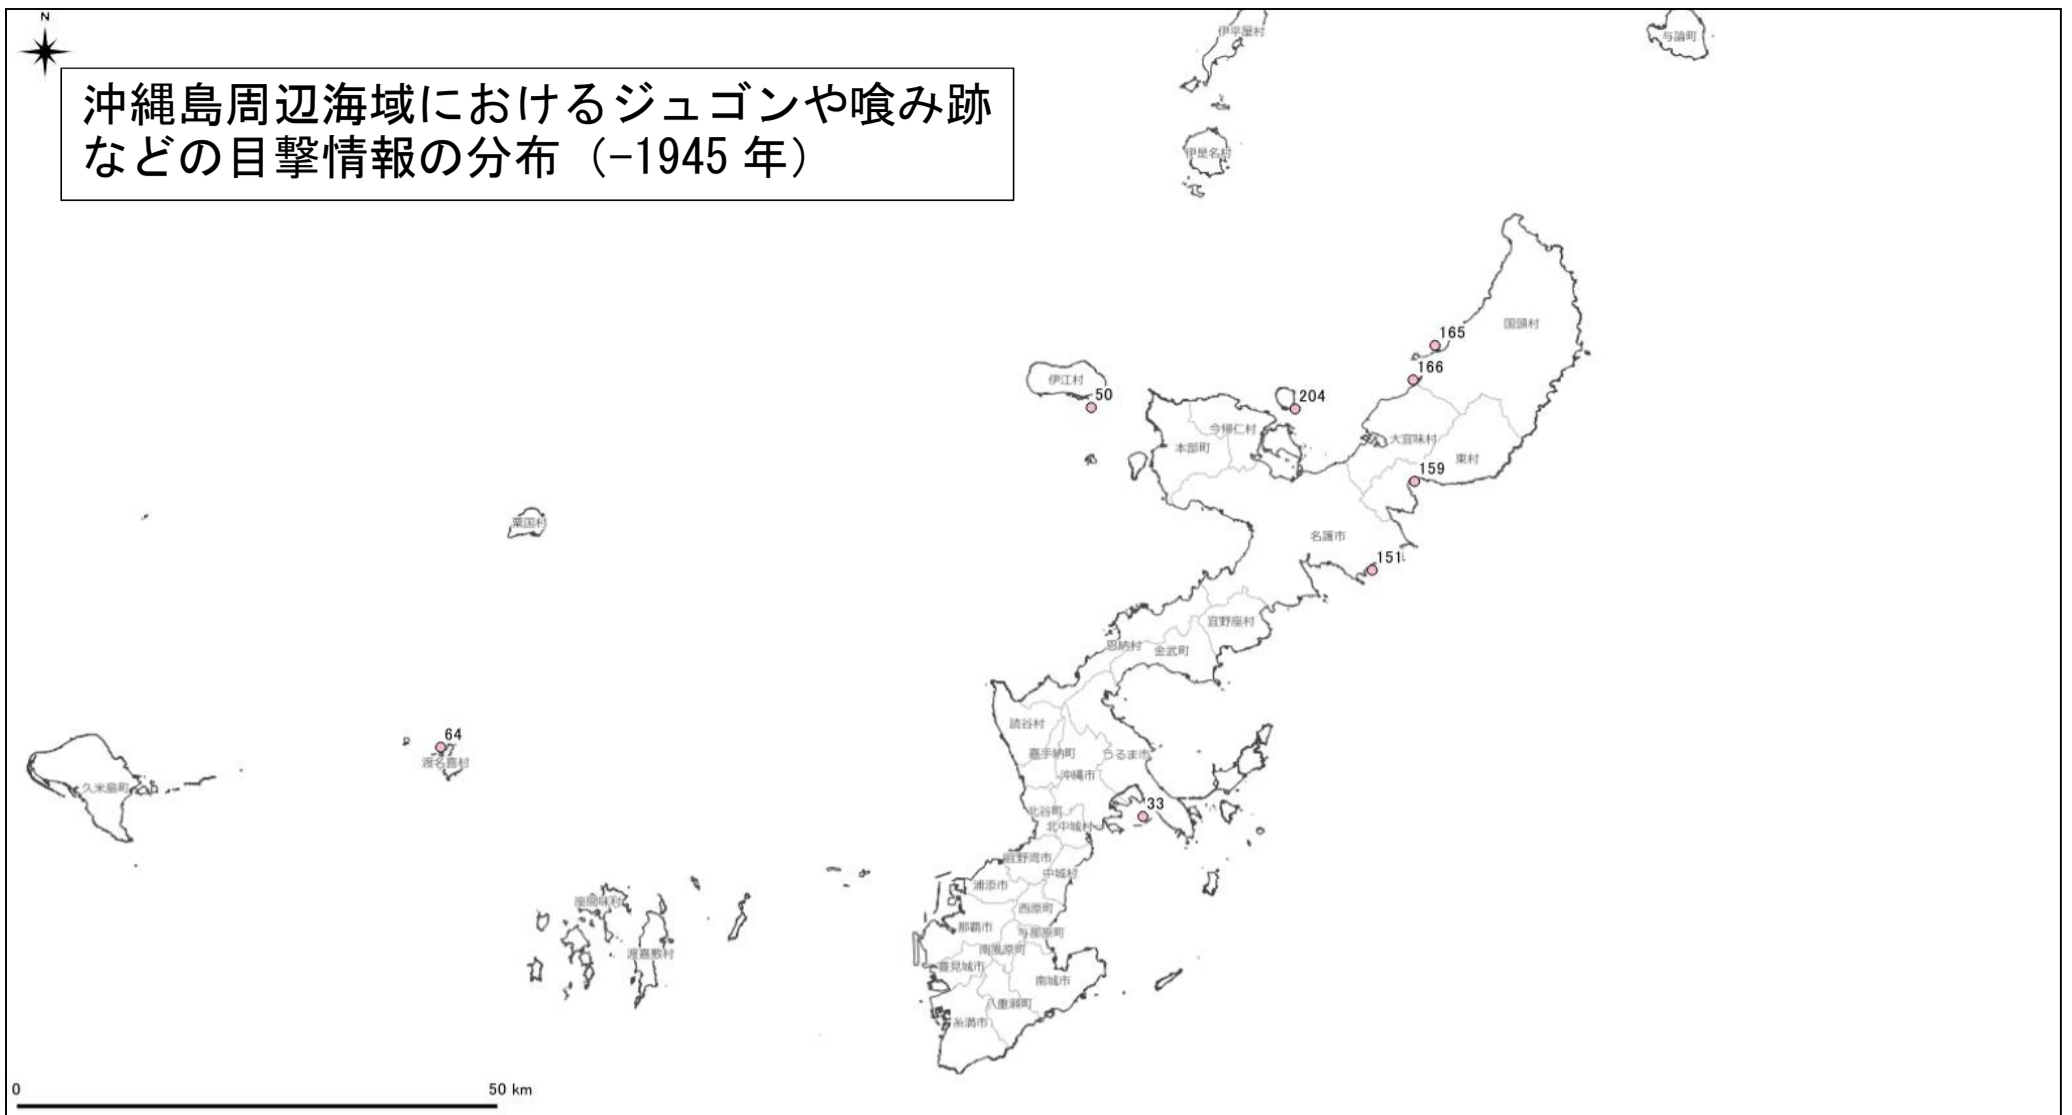 N
沖縄島周辺海域におけるジュゴンや喰み跡
などの目撃情報の分布（-1945 年）
伊平屋村
与論町
伊是名村
国頭村
165
166
伊江村
50
204
今帰仁村
本部町
大宜味村
東村
159
粟国村
名護市
151
宜野座村
恩納村
金武町
読谷村
64
渡名喜村
嘉手納町
うるま市
沖縄市
久米島町
33
北谷町
北中城村
宜野湾市
中城村
浦添市
座間味村
西原町
那覇市
与那原町
南風原町
渡嘉敷村
豊見城市
南城市
八重瀬町
糸満市
0
50 km